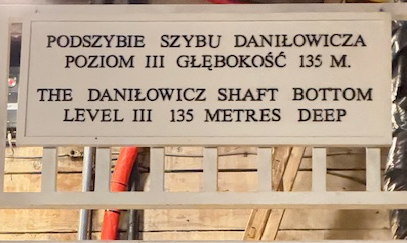 PODSZYBIE SZYBU DANIŁOWICZA
POZIOM III GŁĘBOKOŚĆ 135 M.
THE DANIŁOWICZ SHAFT BOTTOM
LEVEL III 135 METRES DEEP